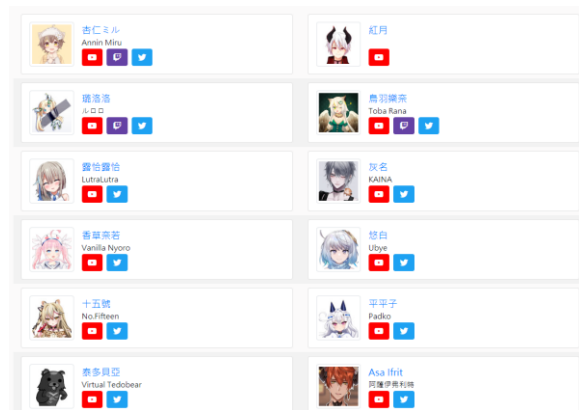 杏仁ミル
Annin Miru
紅月
璐洛洛
ルロロ
鳥羽樂奈
Toba Rana
露恰露恰
LutraLutra
灰名
KAINA
香草奈若
Vanilla Nyoro
悠白
Ubye
十五號
No.Fifteen
平平子
Padko
泰多貝亞
Virtual Tedobear
Asa Ifrit
阿薩伊弗利特